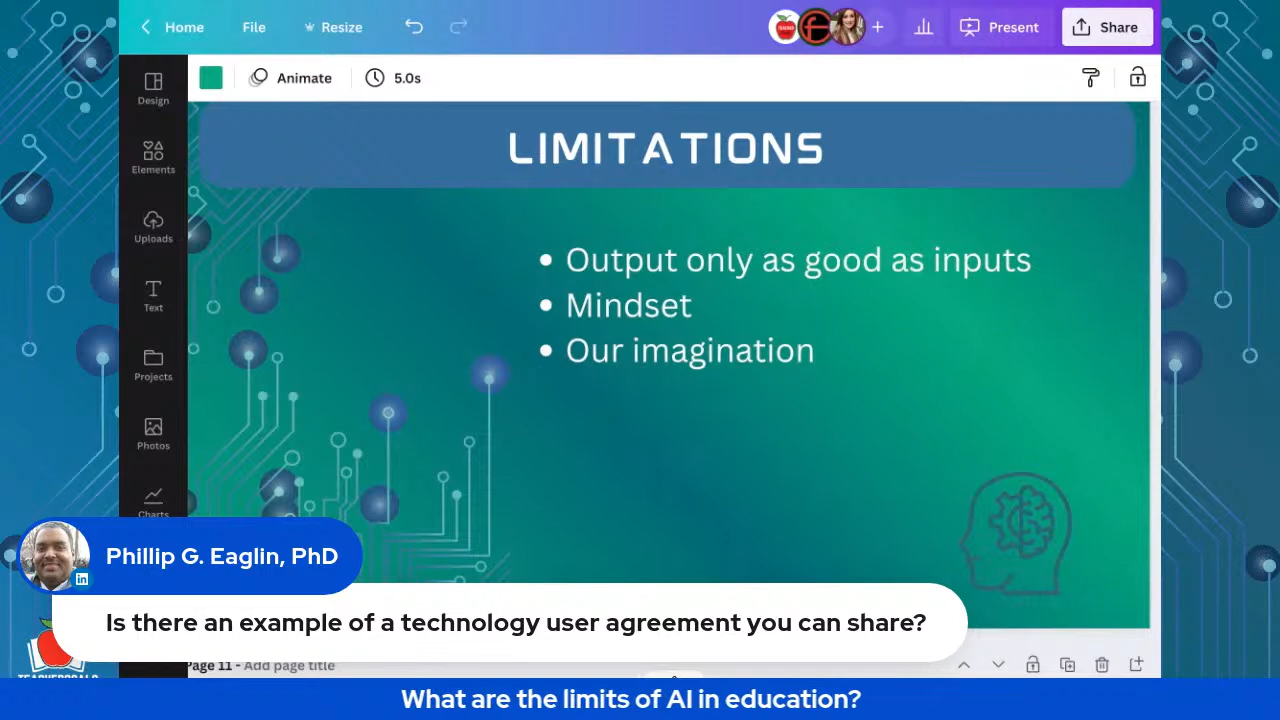 Home
File
Resize
Present
Share
Animate
5.0s
Design
Elements
Uploads
Text
Projects
Photos
Charts
LIMITATIONS
• Output only as good as inputs
• Mindset
• Our imagination
Phillip G. Eaglin, PhD
in
Is there an example of a technology user agreement you can share?
Page 11 - Add page title
What are the limits of AI in education?